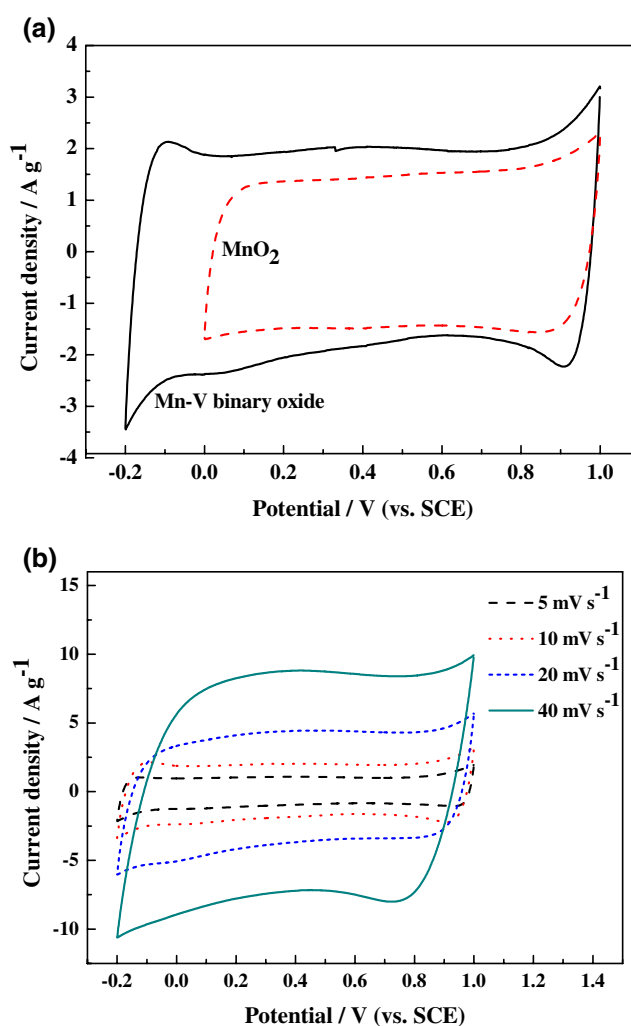 (a)
4
3
2
1
0
-1
-2
-3
-4
Current density / A g⁻¹
MnO₂
Mn-V binary oxide
-0.2 0.0 0.2 0.4 0.6 0.8 1.0
Potential / V (vs. SCE)
(b)
15
10
5
0
-5
-10
Current density / A g⁻¹
5 mV s⁻¹
10 mV s⁻¹
20 mV s⁻¹
40 mV s⁻¹
-0.2 0.0 0.2 0.4 0.6 0.8 1.0 1.2 1.4
Potential / V (vs. SCE)